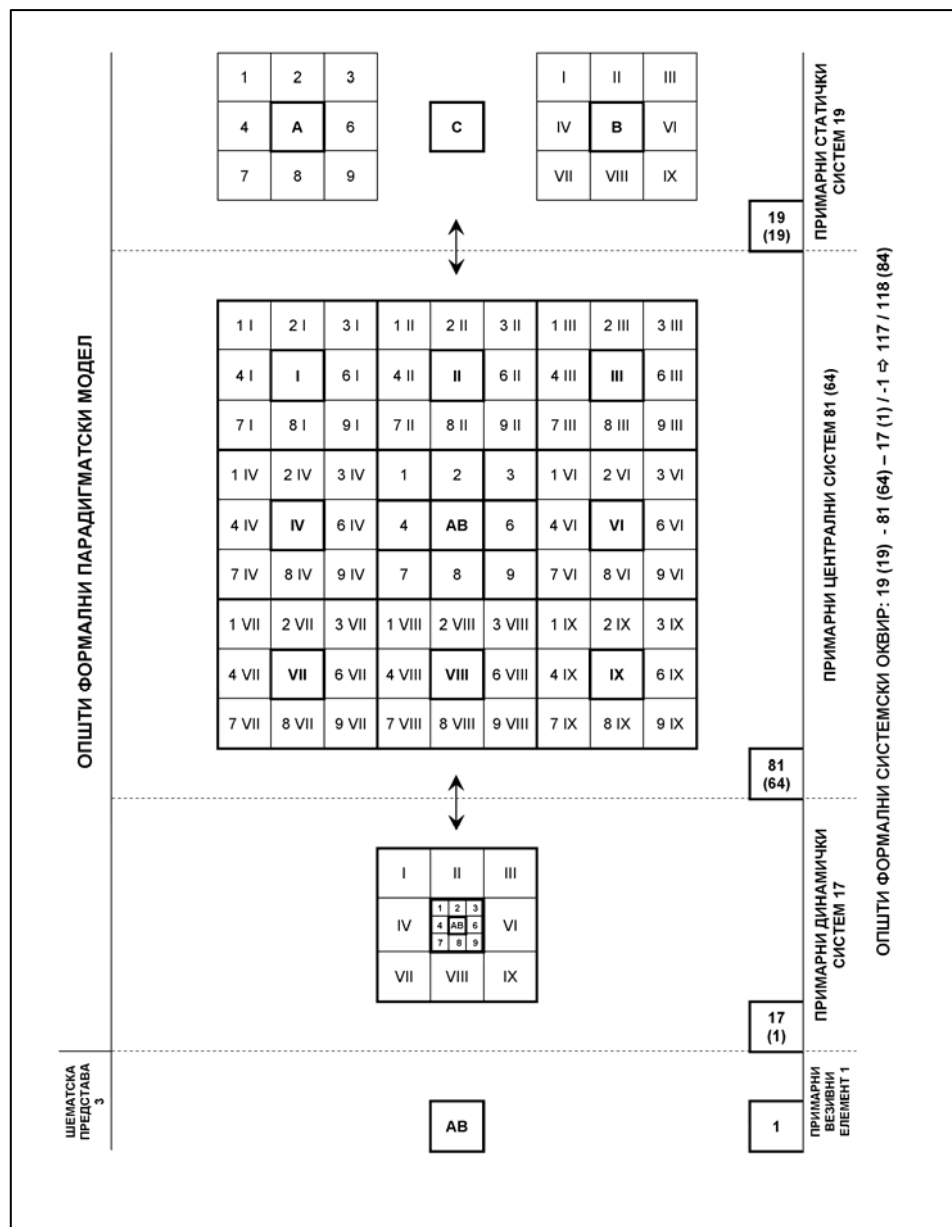 ШЕМАТСКА
ПРЕДСТАВА
3
ОПШТИ ФОРМАЛНИ ПАРАДИГМАТСКИ МОДЕЛ
1 2 3
4 A 6
7 8 9
C
I II III
IV B VI
VII VIII IX
19
(19)
ПРИМАРНИ СТАТИЧКИ
СИСТЕМ 19
1 I 2 I 3 I 1 II 2 II 3 II 1 III 2 III 3 III
4 I I 6 I 4 II II 6 II 4 III III 6 III
7 I 8 I 9 I 7 II 8 II 9 II 7 III 8 III 9 III
1 IV 2 IV 3 IV 1 2 3 1 VI 2 VI 3 VI
4 IV IV 6 IV 4 AB 6 4 VI VI 6 VI
7 IV 8 IV 9 IV 7 8 9 7 VI 8 VI 9 VI
1 VII 2 VII 3 VII 1 VIII 2 VIII 3 VIII 1 IX 2 IX 3 IX
4 VII VII 6 VII 4 VIII VIII 6 VIII 4 IX IX 6 IX
7 VII 8 VII 9 VII 7 VIII 8 VIII 9 VIII 7 IX 8 IX 9 IX
81
(64)
ПРИМАРНИ ЦЕНТРАЛНИ СИСТЕМ 81 (64)
I II III
IV VI
1 2 3
4 AB 6
7 8 9
VII VIII IX
17
(1)
ПРИМАРНИ ДИНАМИЧКИ
СИСТЕМ 17
AB
1
ПРИМАРНИ
ВЕЗИВНИ
ЕЛЕМЕНТ 1
ОПШТИ ФОРМАЛНИ СИСТЕМСКИ ОКВИР: 19 (19) - 81 (64) – 17 (1) / -1 ⇨ 117 / 118 (84)